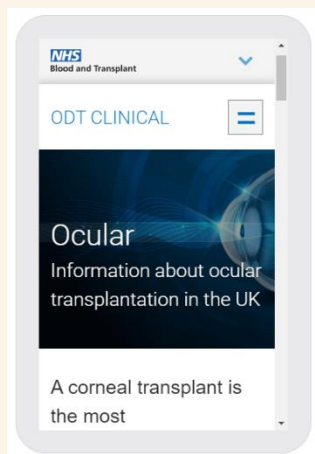 NHS
Blood and Transplant
ODT CLINICAL
Ocular
Information about ocular
transplantation in the UK
A corneal transplant is
the most